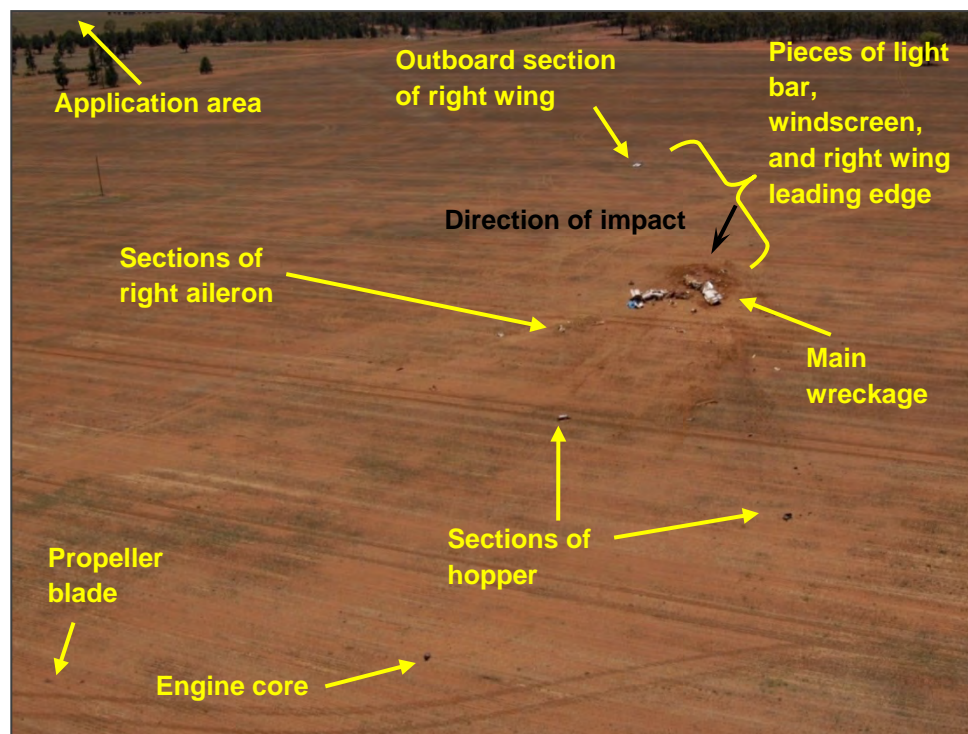 Application area
Outboard section
of right wing
Pieces of light
bar,
windscreen,
and right wing
leading edge
Direction of impact
Sections of
right aileron
Main
wreckage
Sections of
hopper
Propeller
blade
Engine core